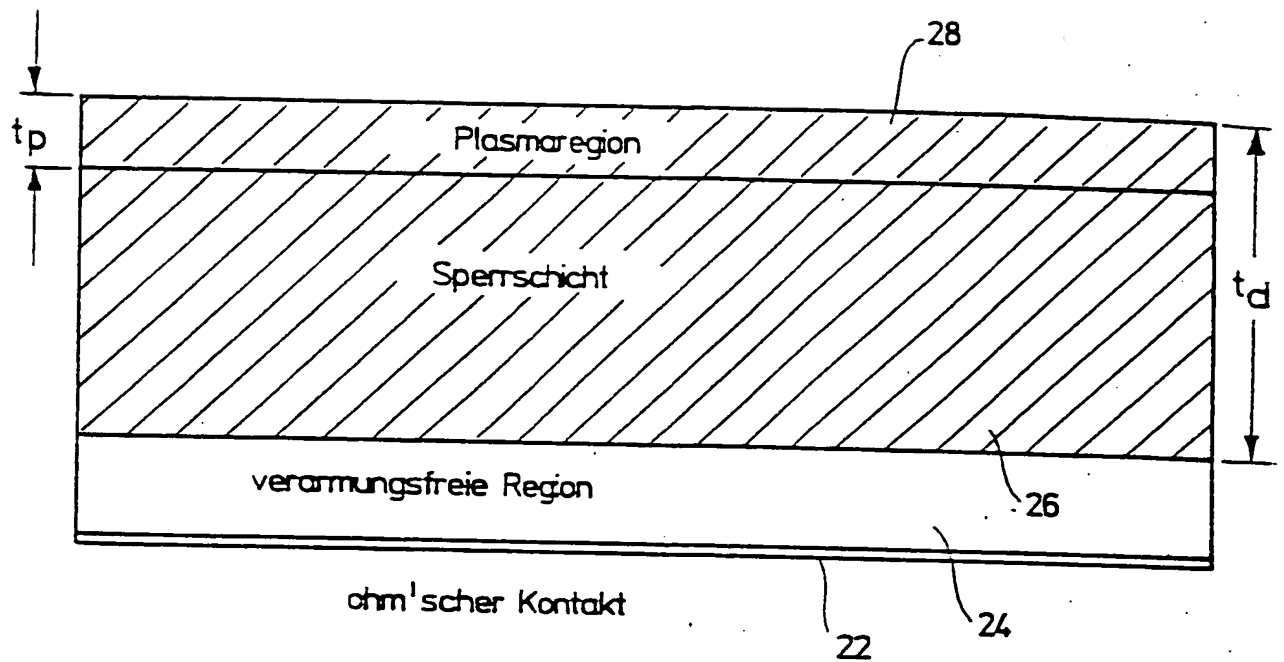 28
tp
Plasmaregion
Sperrschicht
td
verarmungsfreie Region
26
ohm'scher Kontakt
24
22